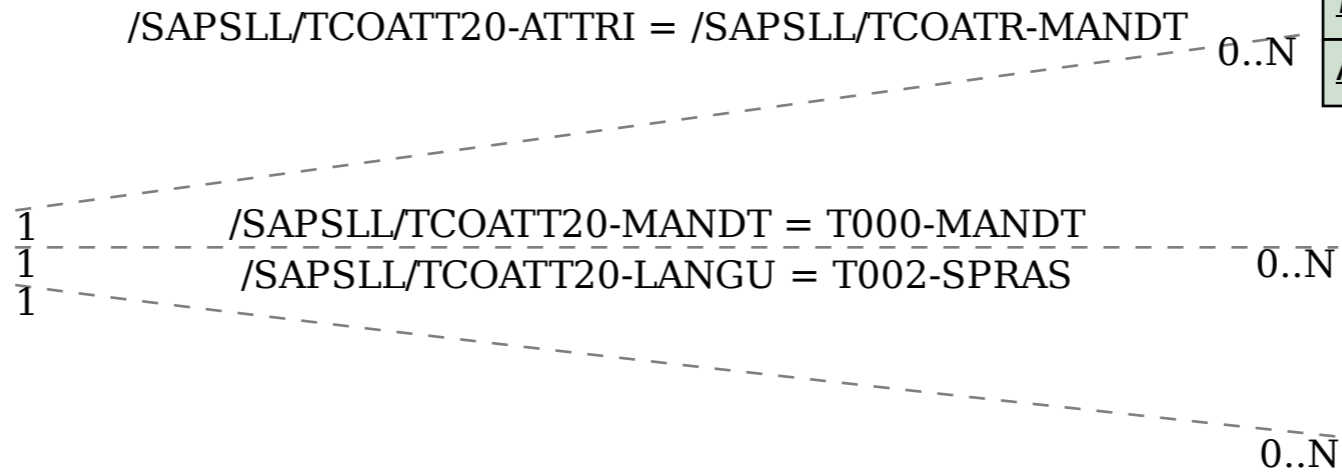 /SAPSLL/TCOATT20-ATTRI = /SAPSLL/TCOATR-MANDT
0..N
1
/SAPSLL/TCOATT20-MANDT = T000-MANDT
1
0..N
/SAPSLL/TCOATT20-LANGU = T002-SPRAS
1
0..N